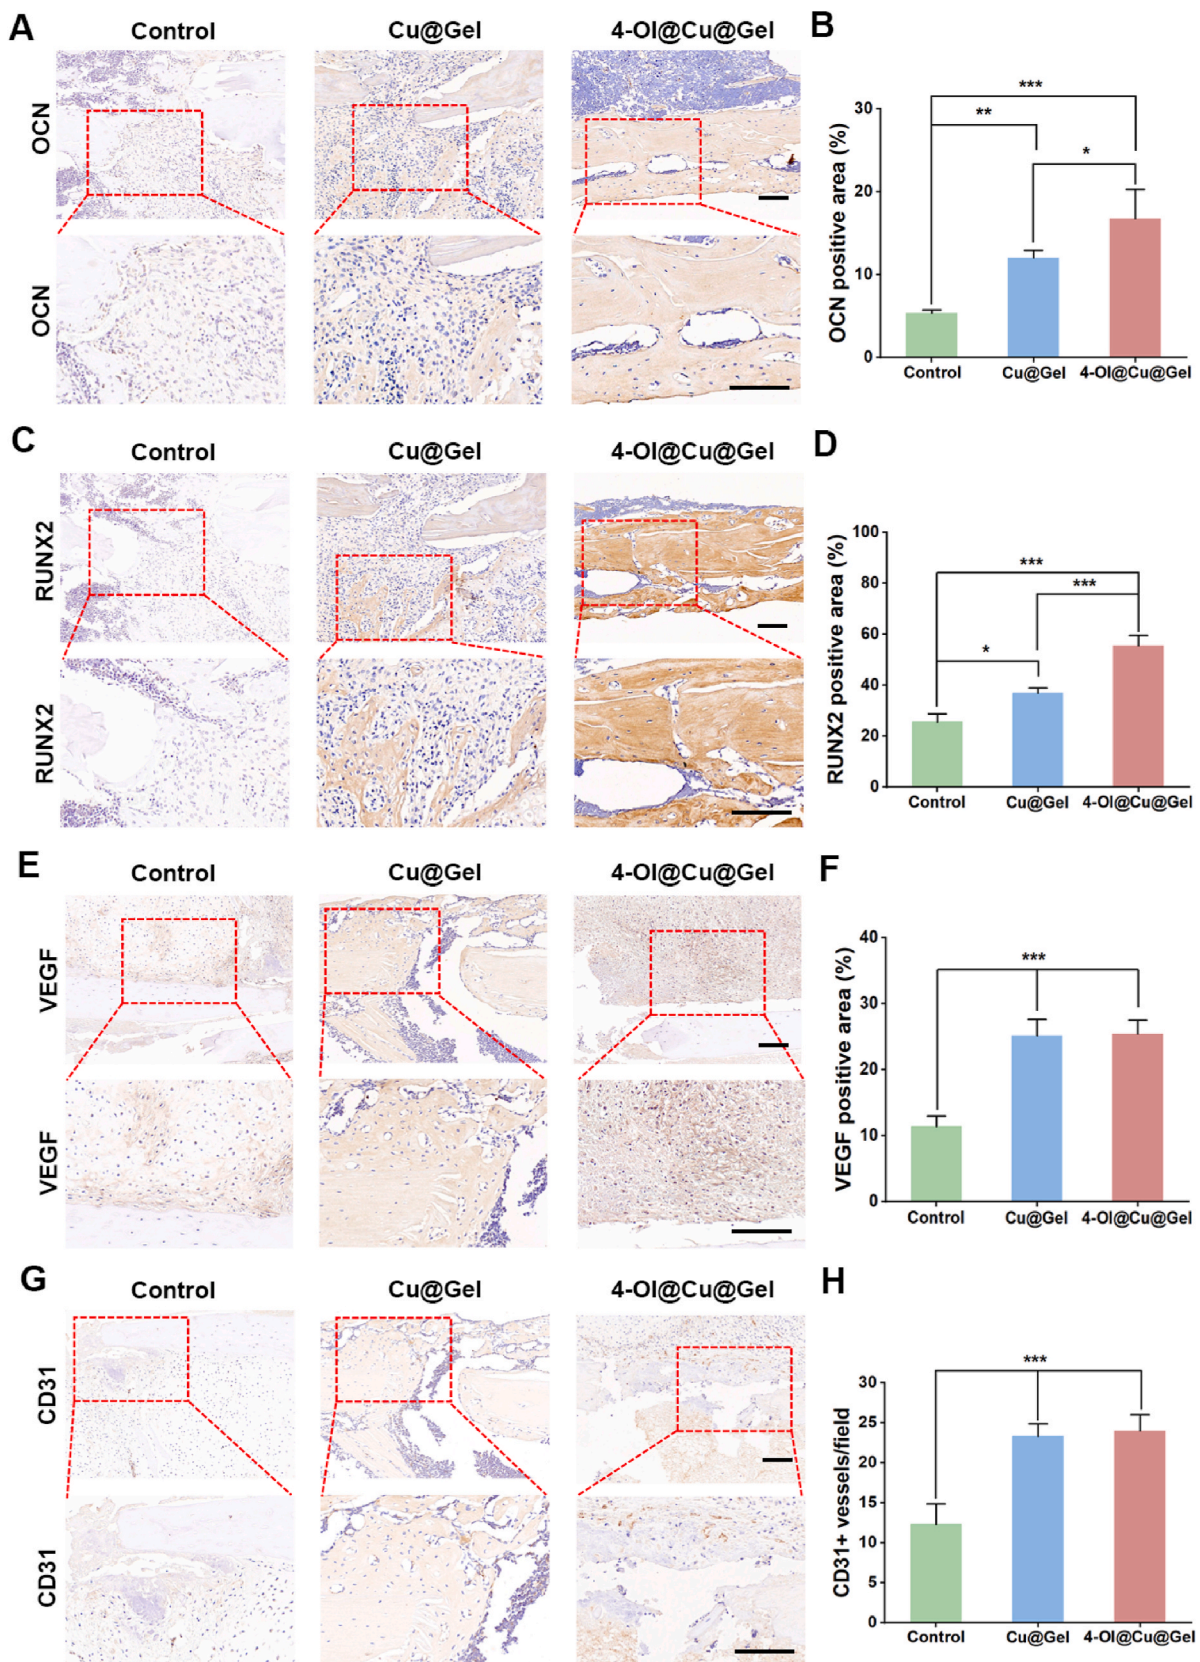 A
Control
Cu@Gel
4-OI@Cu@Gel
OCN
OCN
B
OCN positive area (%)
30
20
10
0
***
**
*
Control
Cu@Gel
4-OI@Cu@Gel
C
Control
Cu@Gel
4-OI@Cu@Gel
RUNX2
RUNX2
D
RUNX2 positive area (%)
100
80
60
40
20
0
***
***
*
Control
Cu@Gel
4-OI@Cu@Gel
E
Control
Cu@Gel
4-OI@Cu@Gel
VEGF
VEGF
F
VEGF positive area (%)
40
30
20
10
0
***
Control
Cu@Gel
4-OI@Cu@Gel
G
Control
Cu@Gel
4-OI@Cu@Gel
CD31
CD31
H
CD31+ vessels/field
30
25
20
15
10
5
0
***
Control
Cu@Gel
4-OI@Cu@Gel